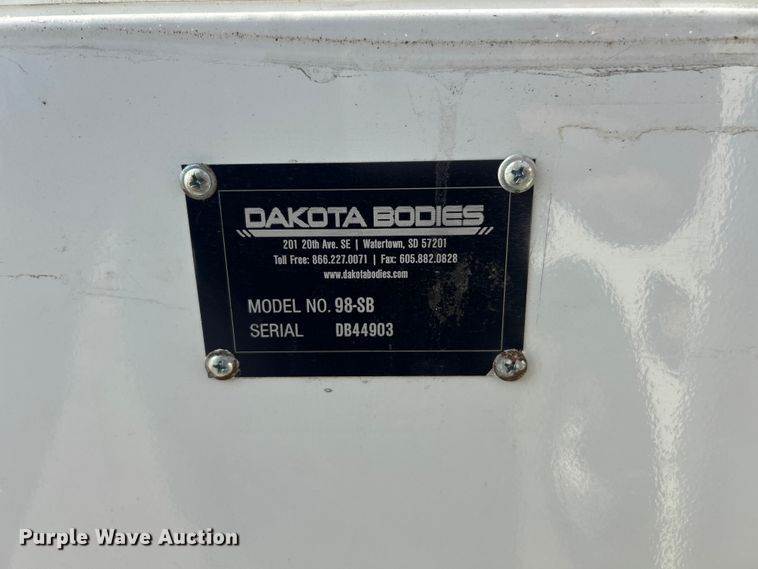 DAKOTA BODIES
201 20th Ave. SE | Watertown, SD 57201
Toll Free: 866.227.0071 | Fax: 605.882.0828
www.dakotabodies.com
MODEL NO. 98-SB
SERIAL DB44903
Purple Wave Auction